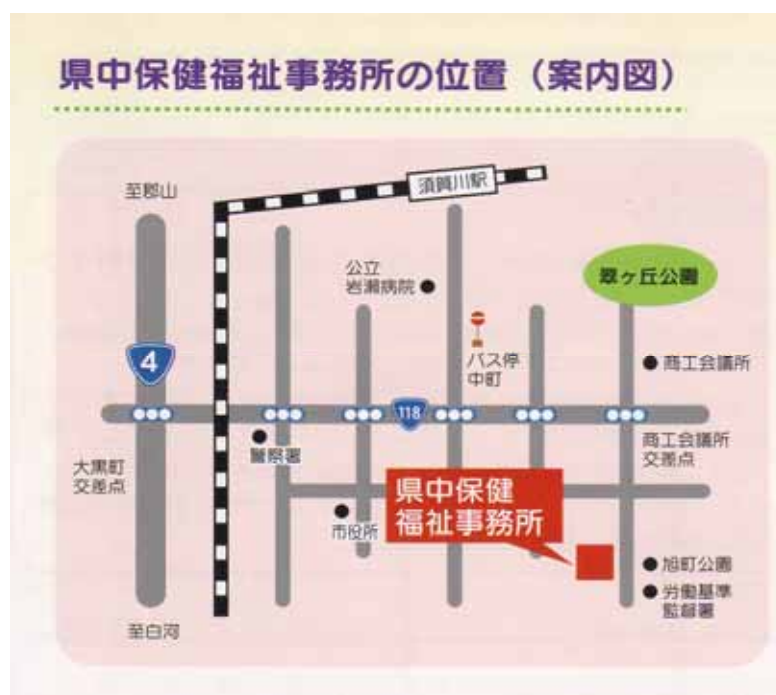 県中保健福祉事務所の位置（案内図）
至郡山
須賀川駅
公立
岩瀬病院
翠ヶ丘公園
4
バス停
中町
商工会議所
118
大黒町
交差点
警察署
商工会議所
交差点
県中保健
福祉事務所
市役所
旭町公園
労働基準
監督署
至白河